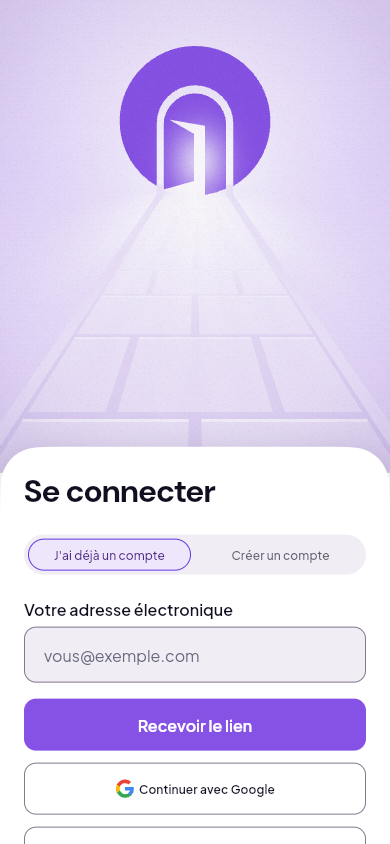 Se connecter
J'ai déjà un compte
Créer un compte
Votre adresse électronique
vous@exemple.com
Recevoir le lien
Continuer avec Google